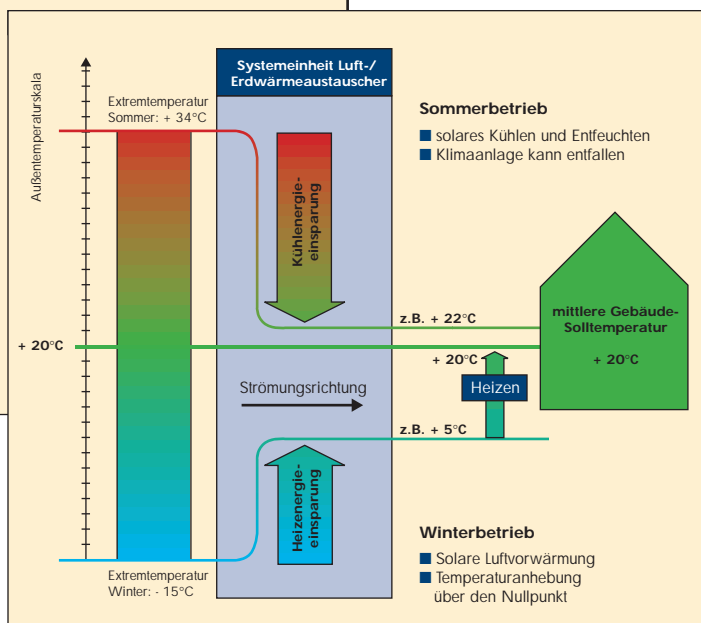 Systemeinheit Luft-/
Erdwärmeaustauscher
Außentemperaturskala
Extremtemperatur
Sommer: + 34°C
Sommerbetrieb
solares Kühlen und Entfeuchten
Klimaanlage kann entfallen
Kühlenergie-
einsparung
z.B. + 22°C
mittlere Gebäude-
Solltemperatur
+ 20°C
+ 20°C
+ 20°C
Heizen
Strömungsrichtung
z.B. + 5°C
Heizenergie-
einsparung
Extremtemperatur
Winter: - 15°C
Winterbetrieb
Solare Luftvorwärmung
Temperaturanhebung
über den Nullpunkt